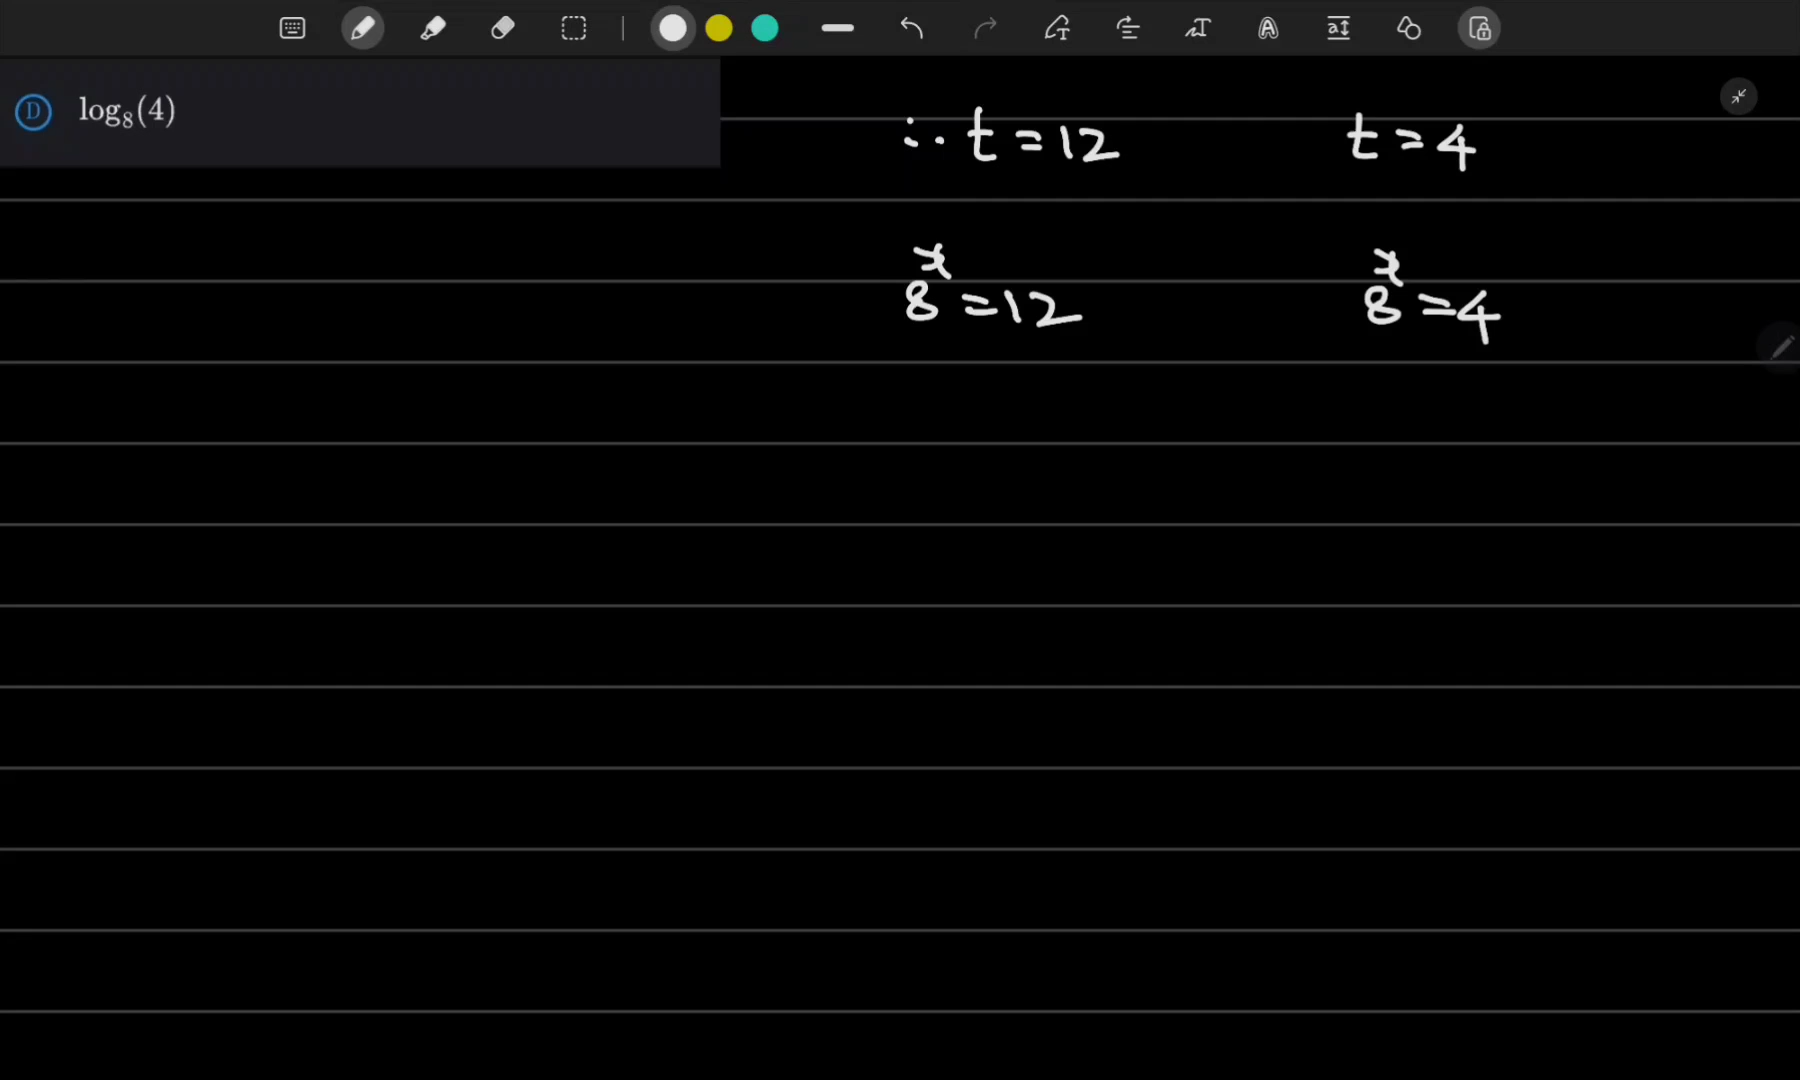 D log₈(4)
∴ t = 12 t = 4
8ˣ = 12 8ˣ = 4